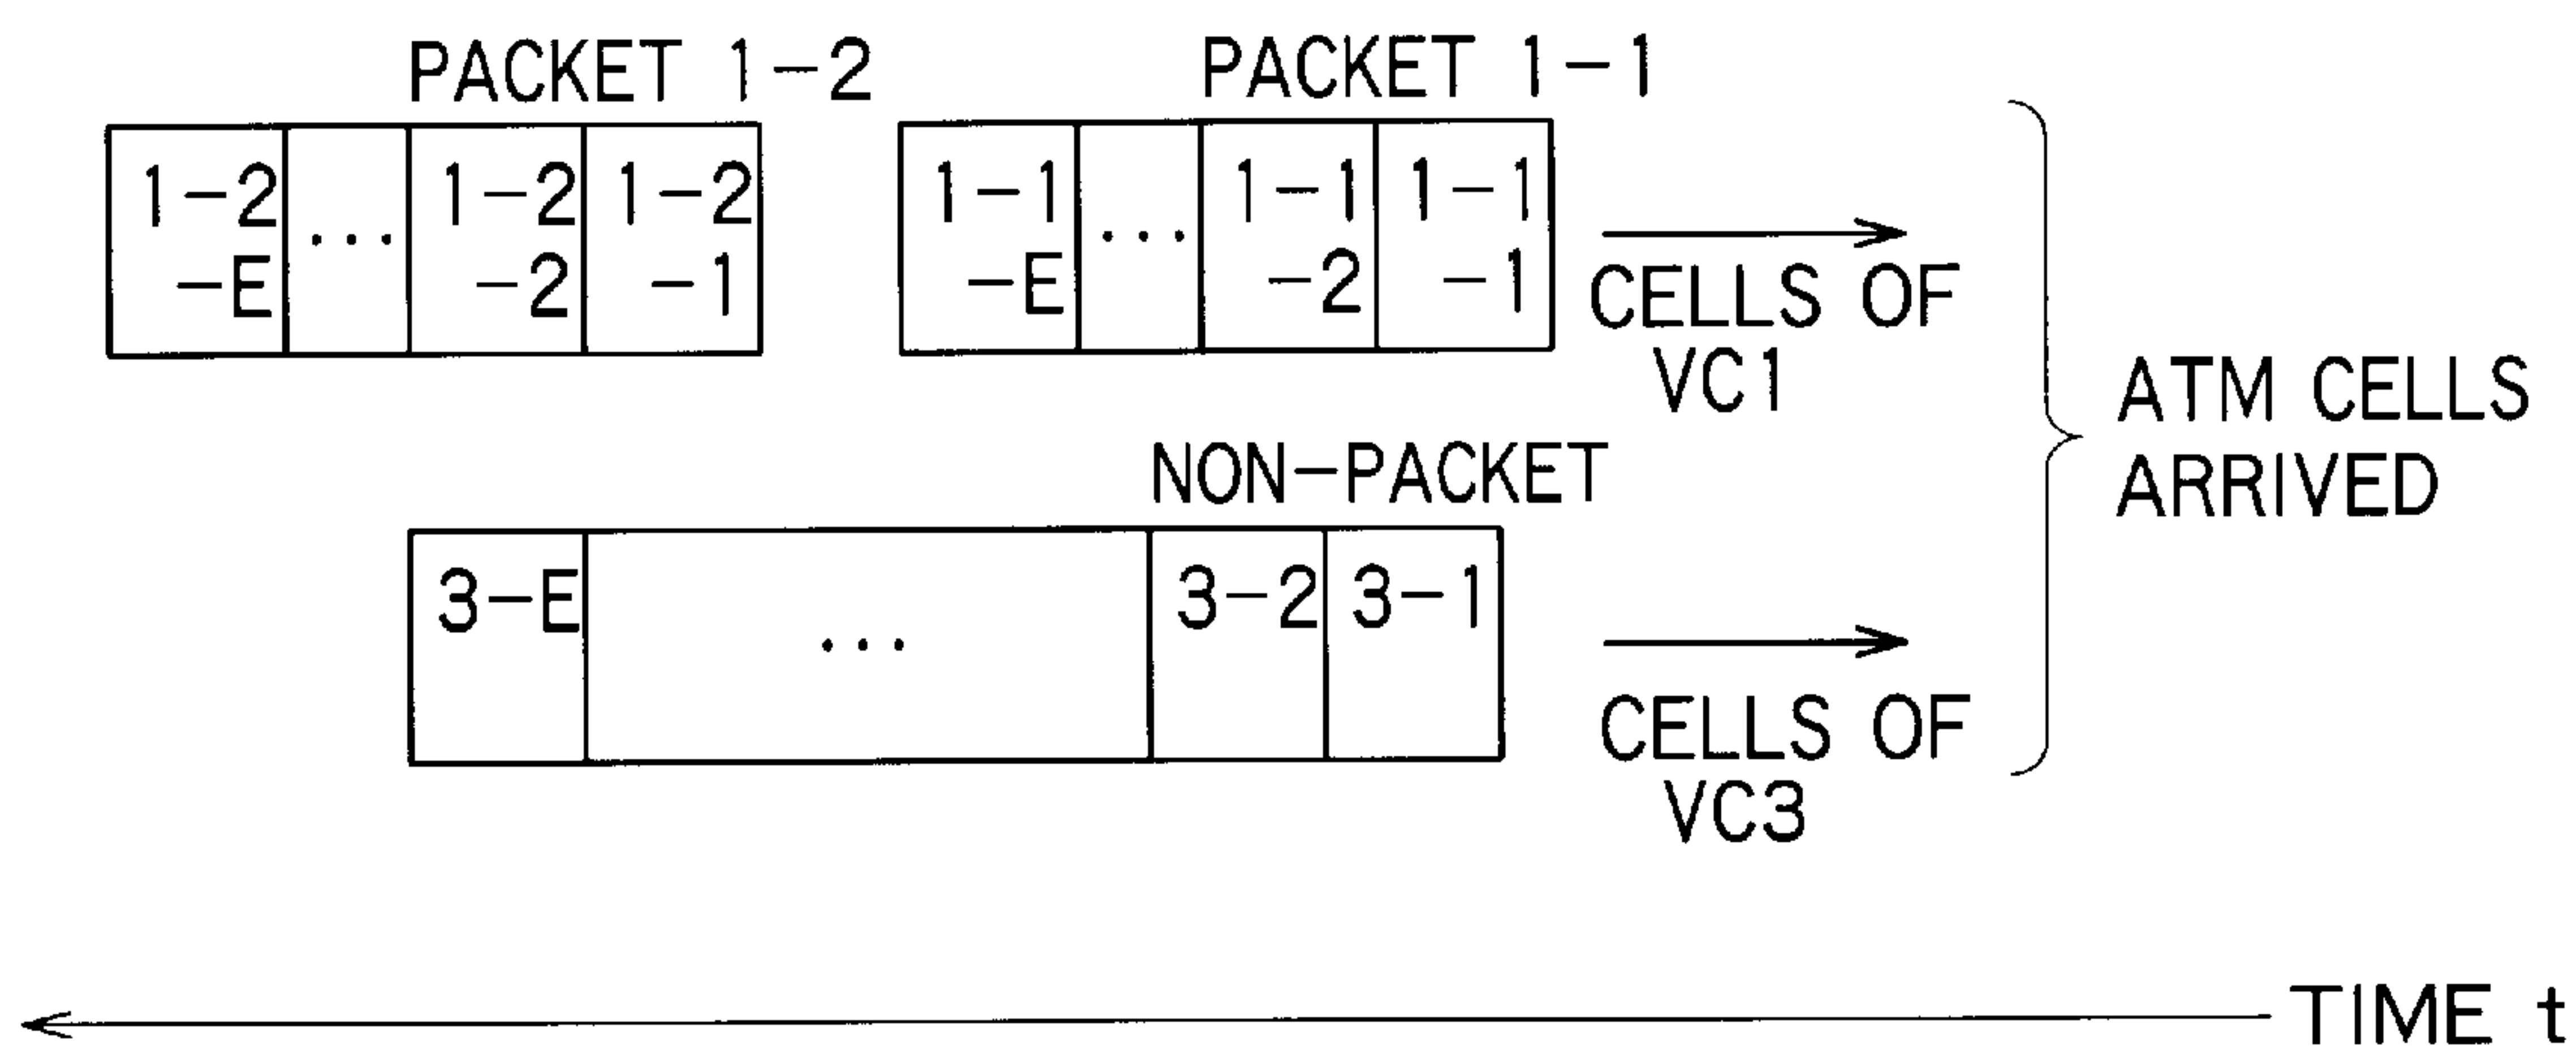 PACKET 1-2
PACKET 1-1
1-2
-E
...
1-2
-2
1-2
-1
1-1
-E
...
1-1
-2
1-1
-1
CELLS OF
VC1
NON-PACKET
3-E
...
3-2
3-1
CELLS OF
VC3
ATM CELLS
ARRIVED
TIME t